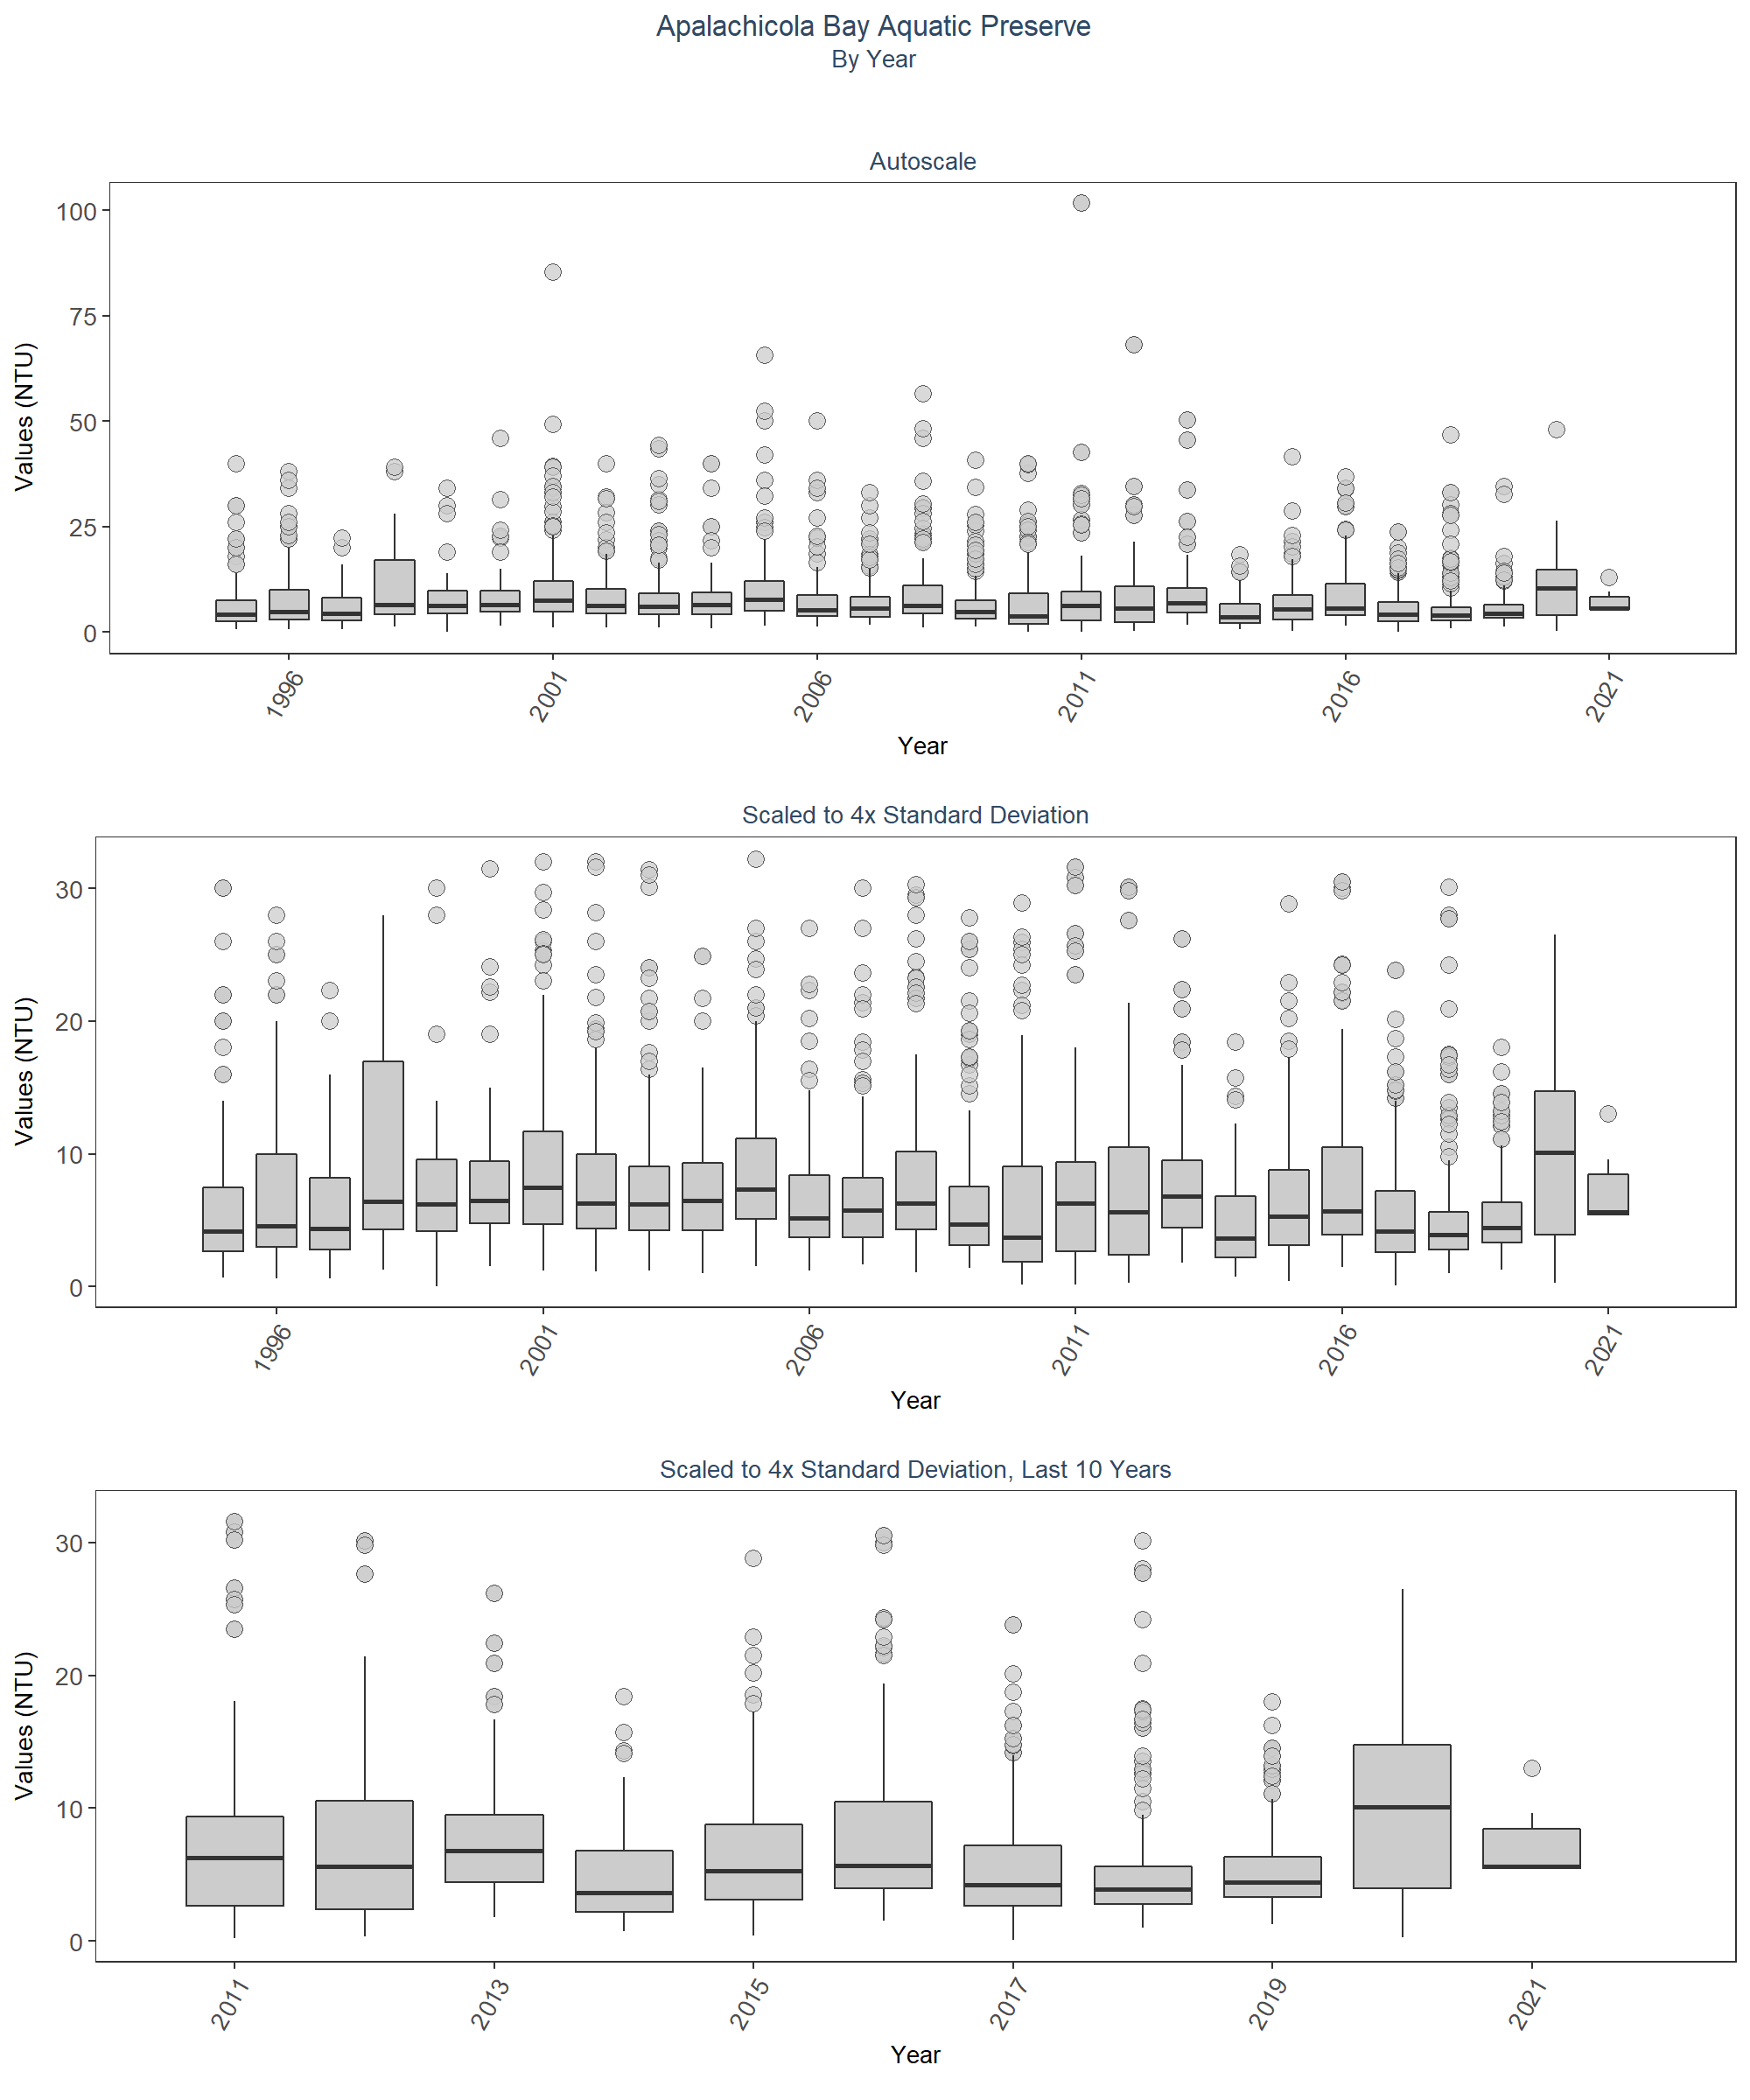 Apalachicola Bay Aquatic Preserve
By Year
Autoscale
Values (NTU)
100
75
50
25
0
1996
2001
2006
2011
2016
2021
Year
Scaled to 4x Standard Deviation
Values (NTU)
30
20
10
0
1996
2001
2006
2011
2016
2021
Year
Scaled to 4x Standard Deviation, Last 10 Years
Values (NTU)
30
20
10
0
2011
2013
2015
2017
2019
2021
Year